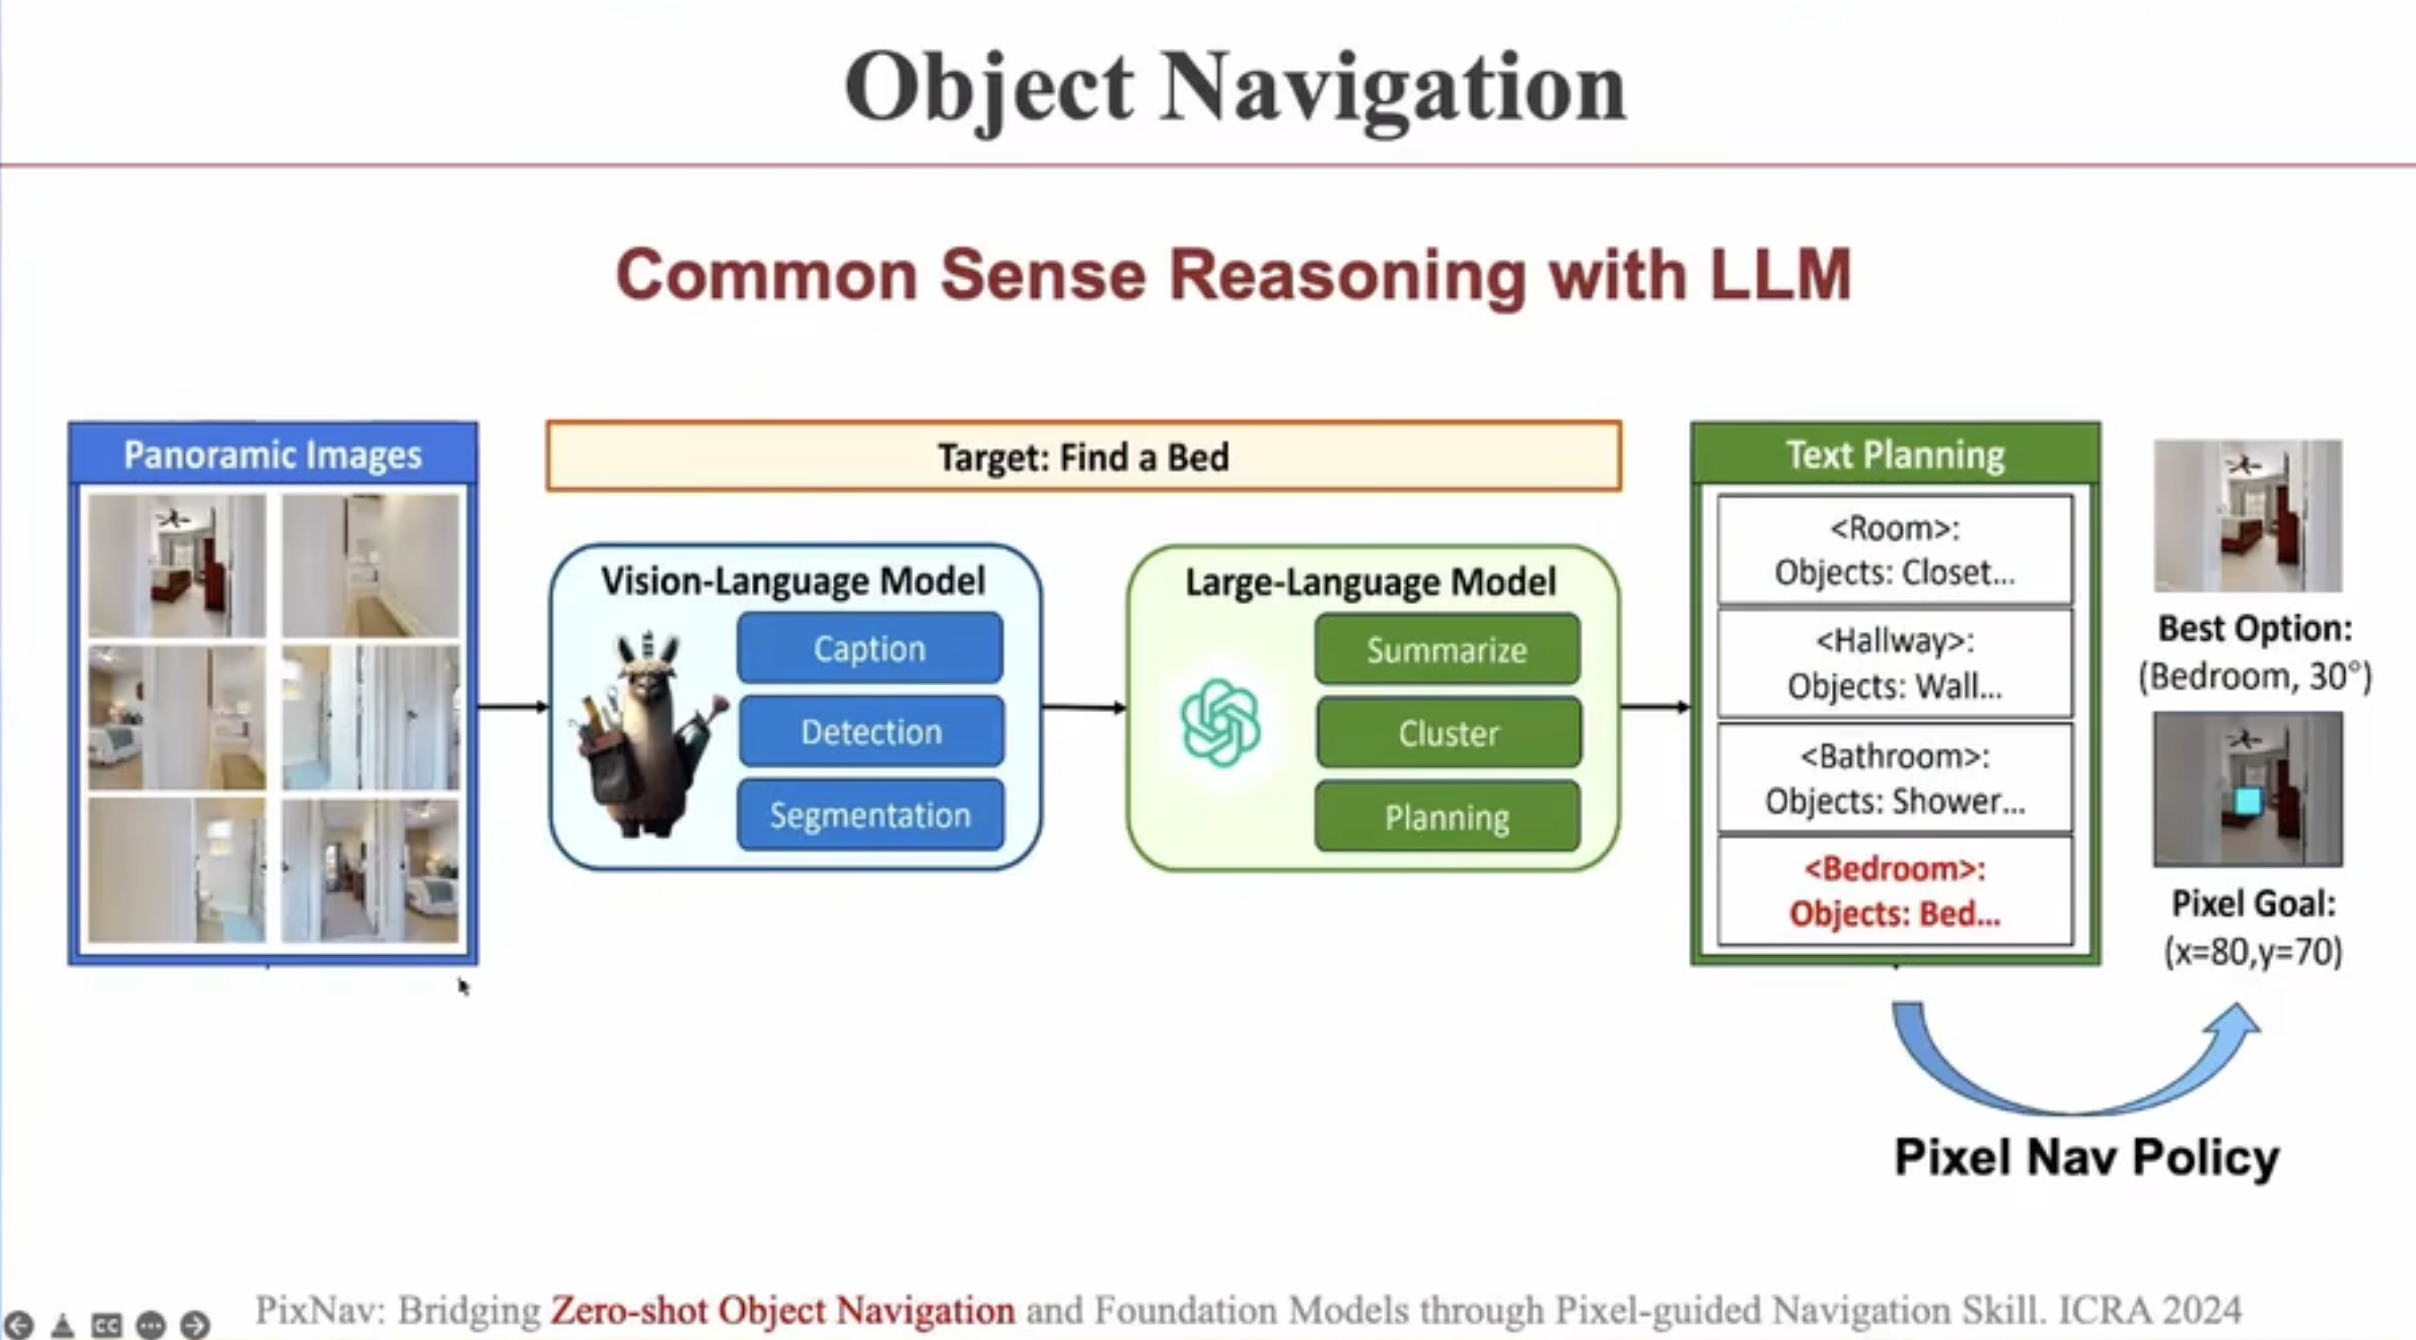 Object Navigation
Common Sense Reasoning with LLM
Panoramic Images
Target: Find a Bed
Vision-Language Model
Caption
Detection
Segmentation
Large-Language Model
Summarize
Cluster
Planning
Text Planning
<Room>:
Objects: Closet...
<Hallway>:
Objects: Wall...
<Bathroom>:
Objects: Shower...
<Bedroom>:
Objects: Bed...
Best Option:
(Bedroom, 30°)
Pixel Goal:
(x=80,y=70)
Pixel Nav Policy
CC
PixNav: Bridging Zero-shot Object Navigation and Foundation Models through Pixel-guided Navigation Skill. ICRA 2024